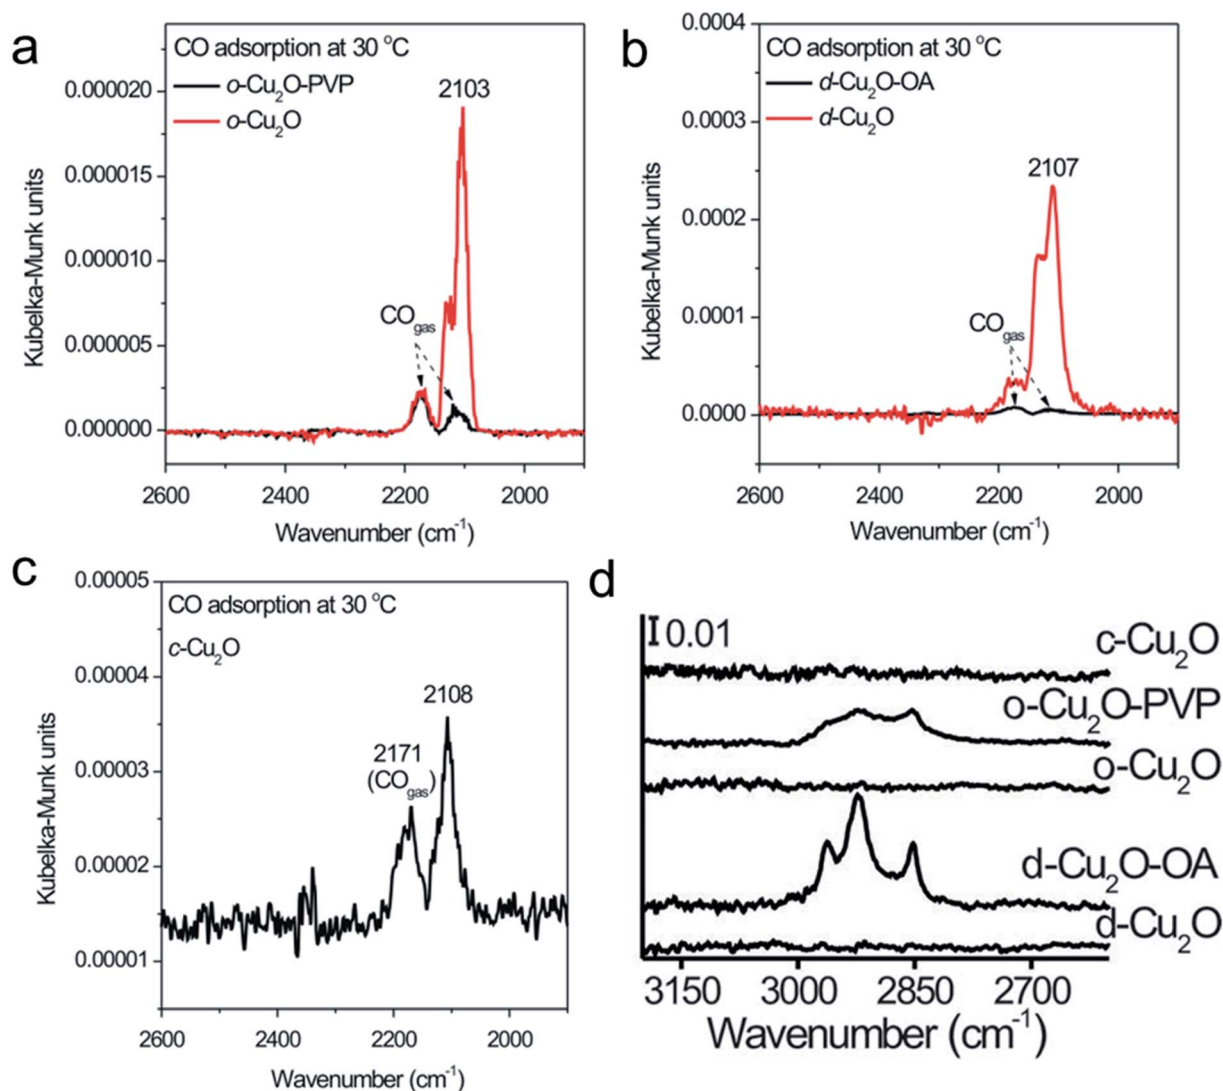 a
CO adsorption at 30 °C
o-Cu₂O-PVP
o-Cu₂O
2103
CO_gas
0.000020
0.000015
0.000010
0.000005
0.000000
Kubelka-Munk units
2600 2400 2200 2000
Wavenumber (cm⁻¹)
b
CO adsorption at 30 °C
d-Cu₂O-OA
d-Cu₂O
2107
CO_gas
0.0004
0.0003
0.0002
0.0001
0.0000
Kubelka-Munk units
2600 2400 2200 2000
Wavenumber (cm⁻¹)
c
CO adsorption at 30 °C
c-Cu₂O
2108
2171
(CO_gas)
0.00005
0.00004
0.00003
0.00002
0.00001
Kubelka-Munk units
2600 2400 2200 2000
Wavenumber (cm⁻¹)
d
0.01
c-Cu₂O
o-Cu₂O-PVP
o-Cu₂O
d-Cu₂O-OA
d-Cu₂O
3150 3000 2850 2700
Wavenumber (cm⁻¹)